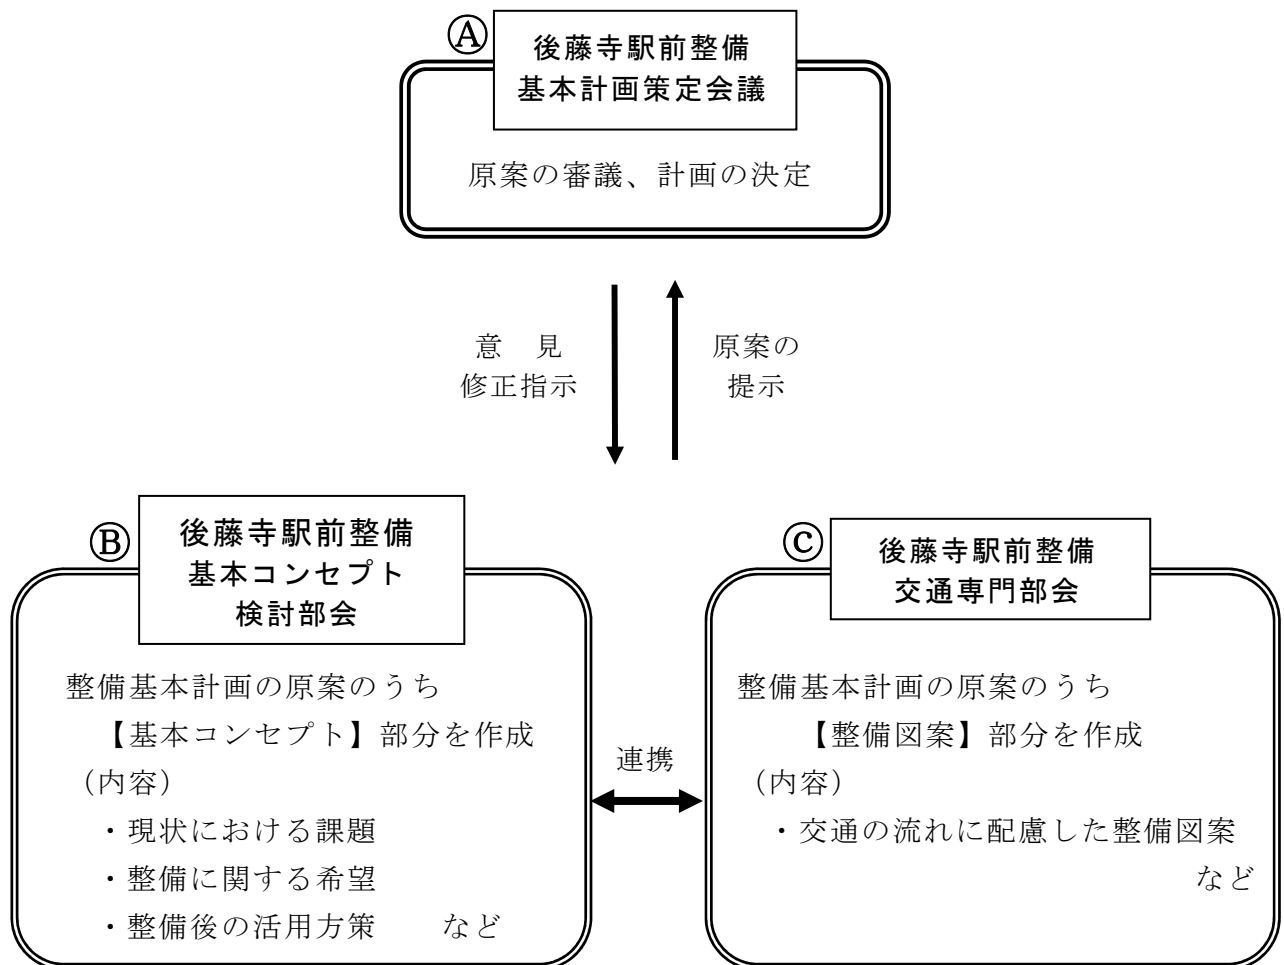 Ⓐ
後藤寺駅前整備
基本計画策定会議
原案の審議、計画の決定
意　見
修正指示
原案の
提示
Ⓑ
後藤寺駅前整備
基本コンセプト
検討部会
整備基本計画の原案のうち
【基本コンセプト】部分を作成
（内容）
・現状における課題
・整備に関する希望
・整備後の活用方策　　など
連携
Ⓒ
後藤寺駅前整備
交通専門部会
整備基本計画の原案のうち
【整備図案】部分を作成
（内容）
・交通の流れに配慮した整備図案
など